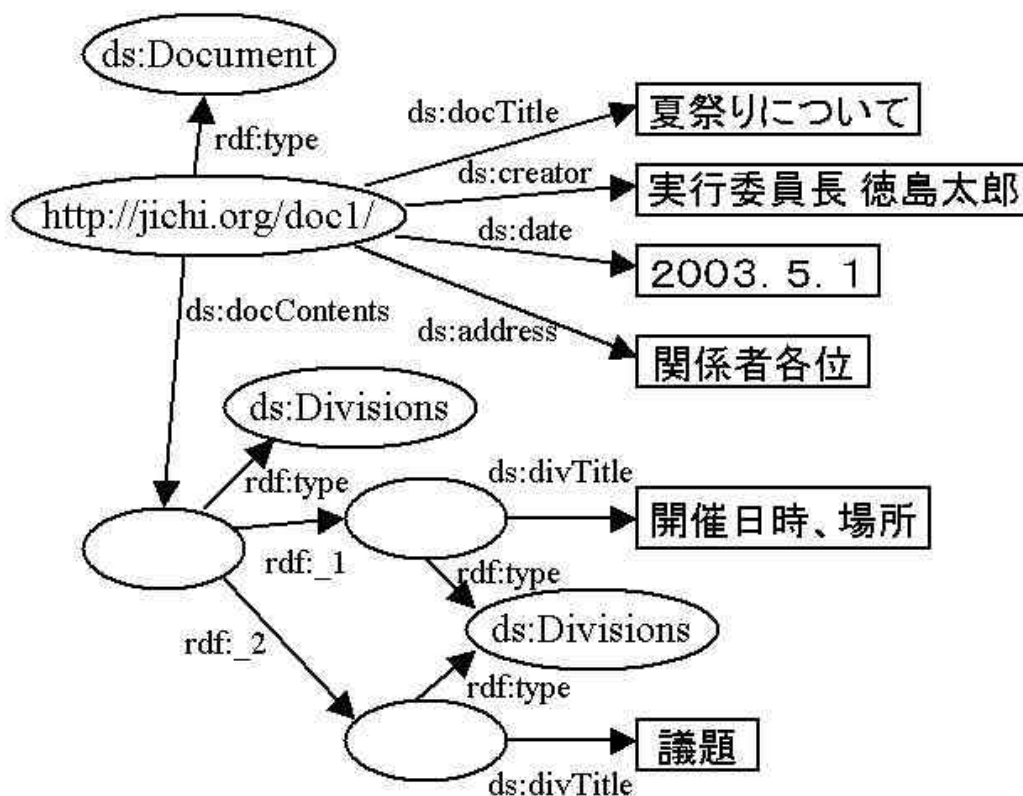 ds:Document
rdf:type
ds:docTitle
夏祭りについて
http://jichi.org/doc1/
ds:creator
実行委員長 徳島太郎
ds:date
2003. 5. 1
ds:docContents
ds:address
関係者各位
ds:Divisions
rdf:type
ds:divTitle
開催日時、場所
rdf:_1
rdf:type
ds:Divisions
rdf:_2
rdf:type
議題
ds:divTitle